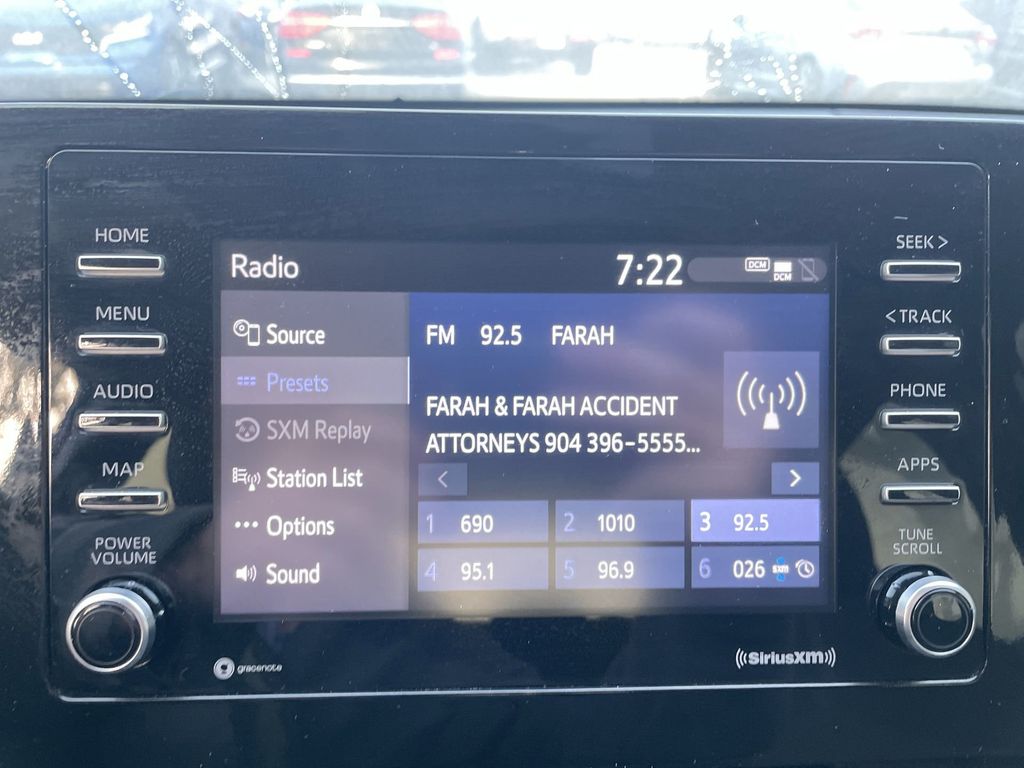 HOME
MENU
AUDIO
MAP
POWER
VOLUME
Radio
7:22
DCM
DCM
Source
Presets
SXM Replay
Station List
Options
Sound
FM 92.5 FARAH
FARAH & FARAH ACCIDENT
ATTORNEYS 904 396-5555...
<
>
1 690
2 1010
3 92.5
4 95.1
5 96.9
6 026 sxm
SEEK >
< TRACK
PHONE
APPS
TUNE
SCROLL
gracenote
SiriusXM